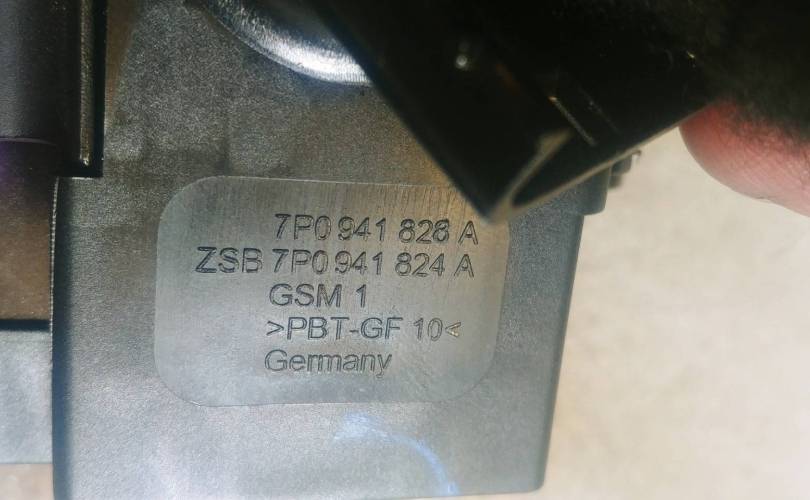 7P0 941 828 A
ZSB 7P0 941 824 A
GSM 1
>PBT-GF 10<
Germany